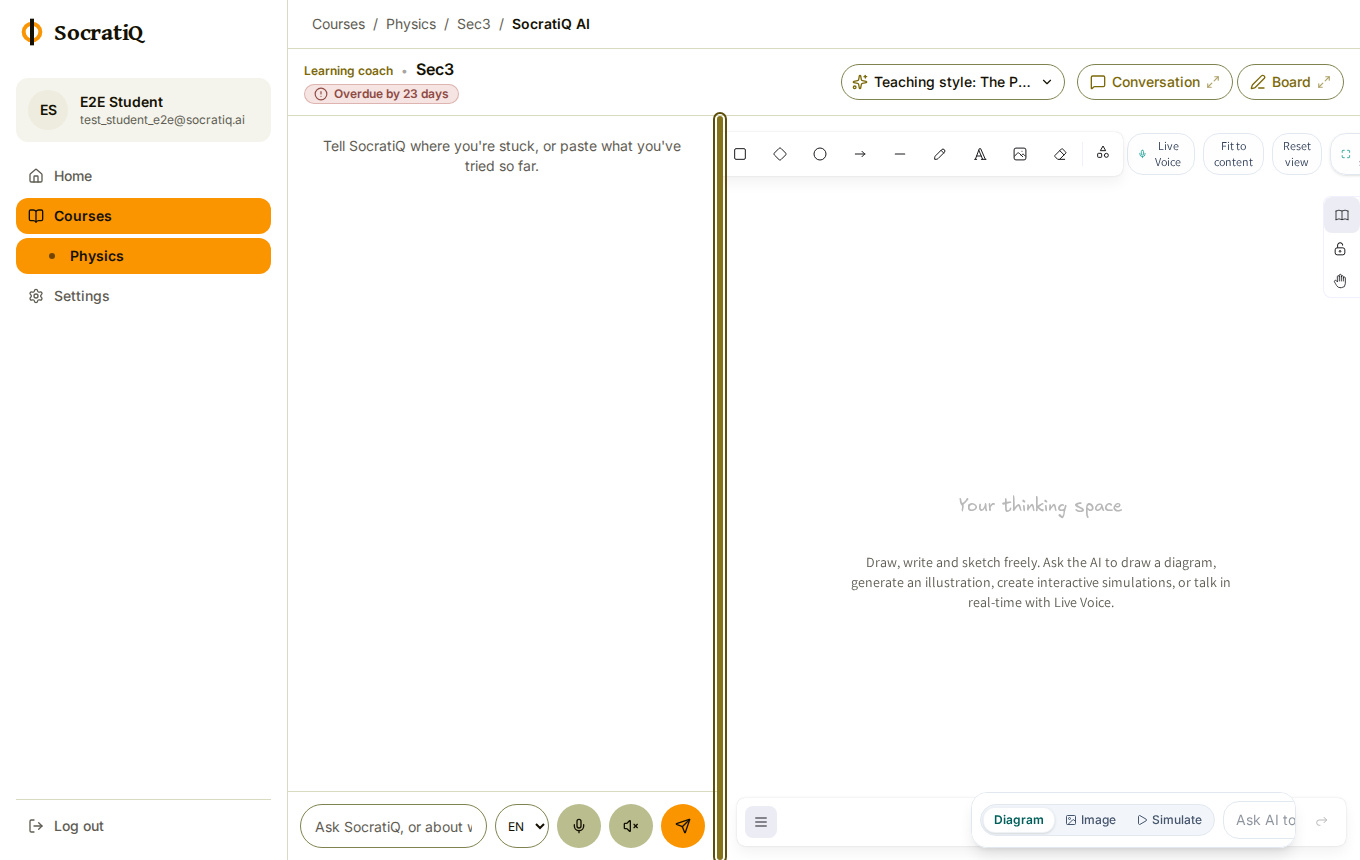 SocratiQ
ES
E2E Student
test_student_e2e@socratiq.ai
Home
Courses
Physics
Settings
Log out
Courses / Physics / Sec3 / SocratiQ AI
Learning coach • Sec3
Overdue by 23 days
Teaching style: The P...
Conversation
Board
Tell SocratiQ where you're stuck, or paste what you've
tried so far.
Ask SocratiQ, or about
EN
Live
Voice
Fit to
content
Reset
view
Your thinking space
Draw, write and sketch freely. Ask the AI to draw a diagram,
generate an illustration, create interactive simulations, or talk in
real-time with Live Voice.
Diagram
Image
Simulate
Ask AI to